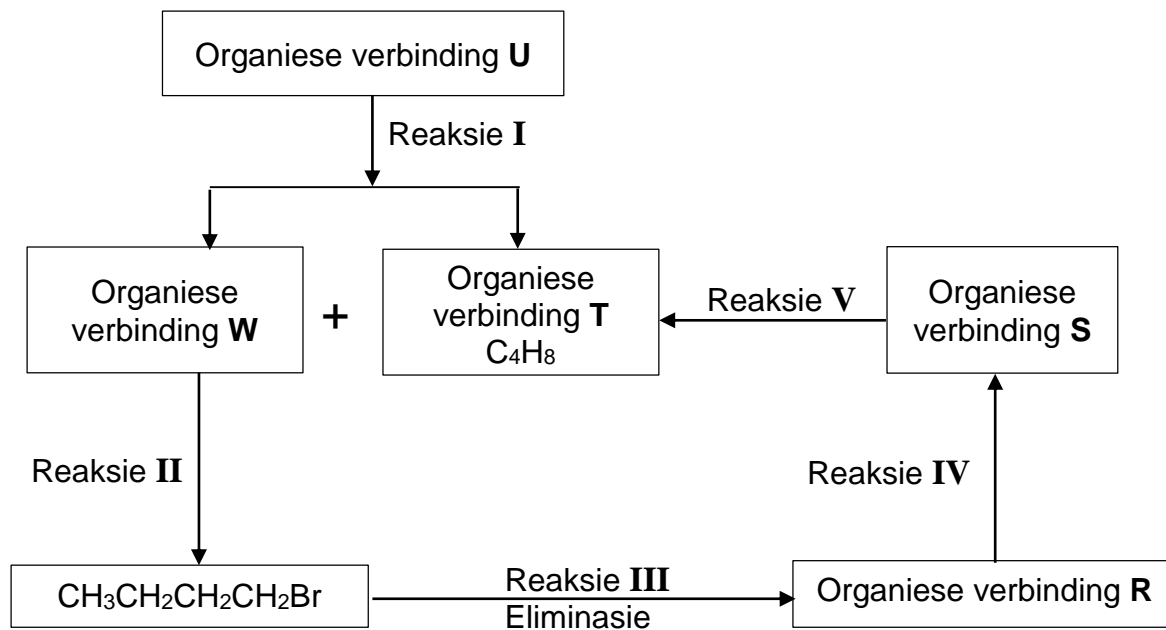 Organiese verbinding U
Reaksie I
Organiese
verbinding W
+
Organiese
verbinding T
C₄H₈
Reaksie V
Organiese
verbinding S
Reaksie II
Reaksie IV
CH₃CH₂CH₂CH₂Br
Reaksie III
Eliminasie
Organiese verbinding R